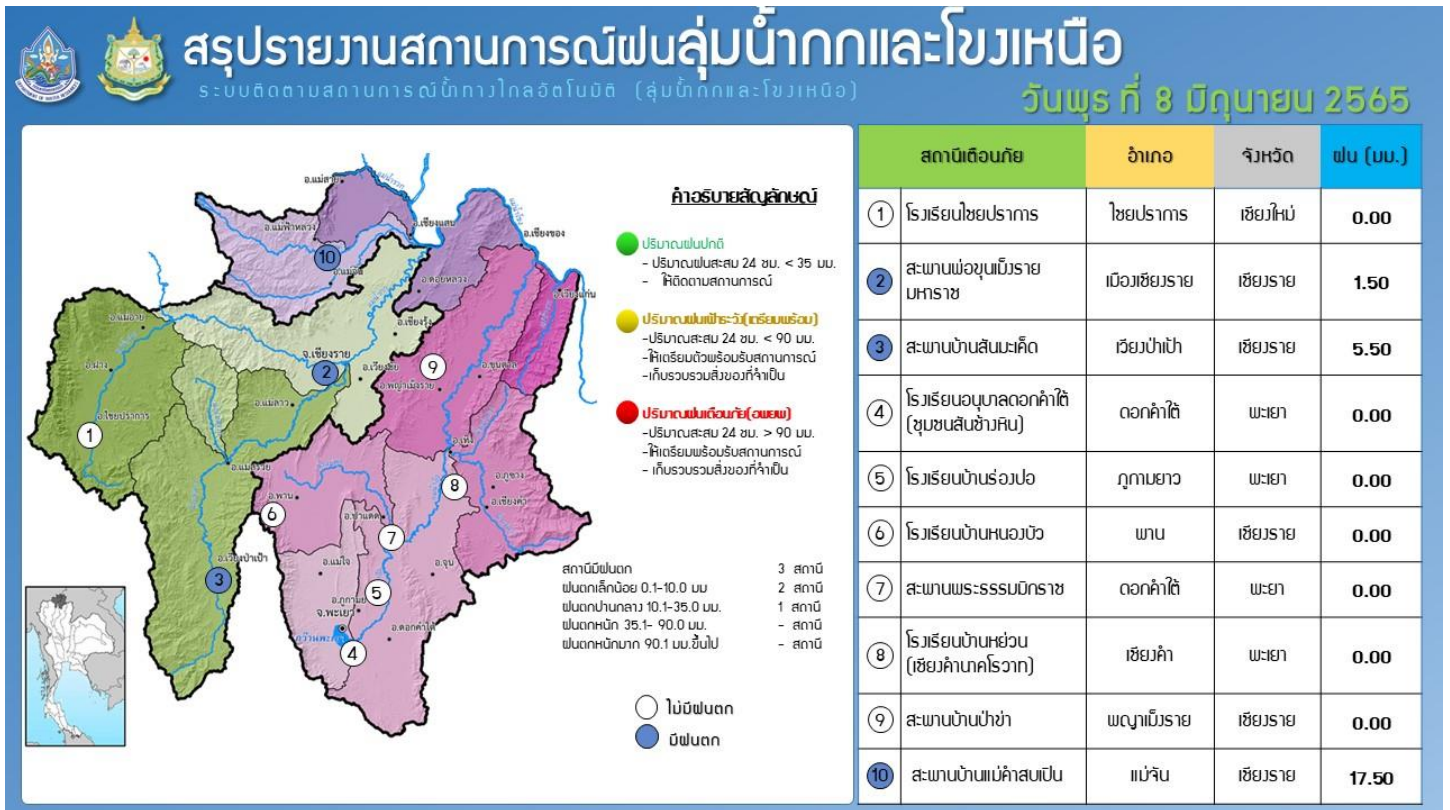 สรุปรายงานสถานการณ์ฝนลุ่มน้ำกกและโขงเหนือ
ระบบติดตามสถานการณ์น้ำทางไกลอัตโนมัติ (ลุ่มน้ำกกและโขงเหนือ)
วันพุธ ที่ 8 มิถุนายน 2565
อ.แม่สาย
แม่น้ำโขง
อ.แม่ฟ้าหลวง
อ.เชียงแสน
อ.เชียงของ
10
อ.แม่จัน
อ.ดอยหลวง
อ.เวียงแก่น
อ.แม่อาย
อ.เชียงรุ้ง
จ.เชียงราย
9
อ.ฝาง
2
อ.เวียงชัย
อ.ขุนตาล
อ.พญาเม็งราย
อ.แม่ลาว
อ.ไชยปราการ
1
อ.เทิง
อ.แม่สรวย
8
อ.ภูซาง
อ.พาน
อ.เชียงคำ
6
อ.ป่าแดด
7
อ.เวียงป่าเป้า
อ.แม่ใจ
อ.จุน
3
5
อ.ภูกามยาว
จ.พะเยา
อ.ดอกคำใต้
กว๊านพะเยา
4
คำอธิบายสัญลักษณ์
ปริมาณฝนปกติ
- ปริมาณฝนสะสม 24 ชม. < 35 มม.
- ให้ติดตามสถานการณ์
ปริมาณฝนเฝ้าระวัง(เตรียมพร้อม)
-ปริมาณสะสม 24 ชม. < 90 มม.
-ให้เตรียมตัวพร้อมรับสถานการณ์
-เก็บรวบรวมสิ่งของที่จำเป็น
ปริมาณฝนเตือนภัย(อพยพ)
-ปริมาณสะสม 24 ชม. > 90 มม.
-ให้เตรียมพร้อมรับสถานการณ์
- เก็บรวบรวมสิ่งของที่จำเป็น
สถานีมีฝนตก 3 สถานี
ฝนตกเล็กน้อย 0.1-10.0 มม 2 สถานี
ฝนตกปานกลาง 10.1-35.0 มม. 1 สถานี
ฝนตกหนัก 35.1- 90.0 มม. - สถานี
ฝนตกหนักมาก 90.1 มม.ขึ้นไป - สถานี
ไม่มีฝนตก
มีฝนตก
สถานีเตือนภัย อำเภอ จังหวัด ฝน (มม.)
1 โรงเรียนไชยปราการ ไชยปราการ เชียงใหม่ 0.00
2 สะพานพ่อขุนเม็งราย
มหาราช เมืองเชียงราย เชียงราย 1.50
3 สะพานบ้านสันมะเค็ด เวียงป่าเป้า เชียงราย 5.50
4 โรงเรียนอนุบาลดอกคำใต้
(ชุมชนสันช้างหิน) ดอกคำใต้ พะเยา 0.00
5 โรงเรียนบ้านร่องปอ ภูกามยาว พะเยา 0.00
6 โรงเรียนบ้านหนองบัว พาน เชียงราย 0.00
7 สะพานพระธรรมมิกราช ดอกคำใต้ พะเยา 0.00
8 โรงเรียนบ้านหย่วน
(เชียงคำนาคโรวาท) เชียงคำ พะเยา 0.00
9 สะพานบ้านป่าข่า พญาเม็งราย เชียงราย 0.00
10 สะพานบ้านแม่คำสบเปิน แม่จัน เชียงราย 17.50